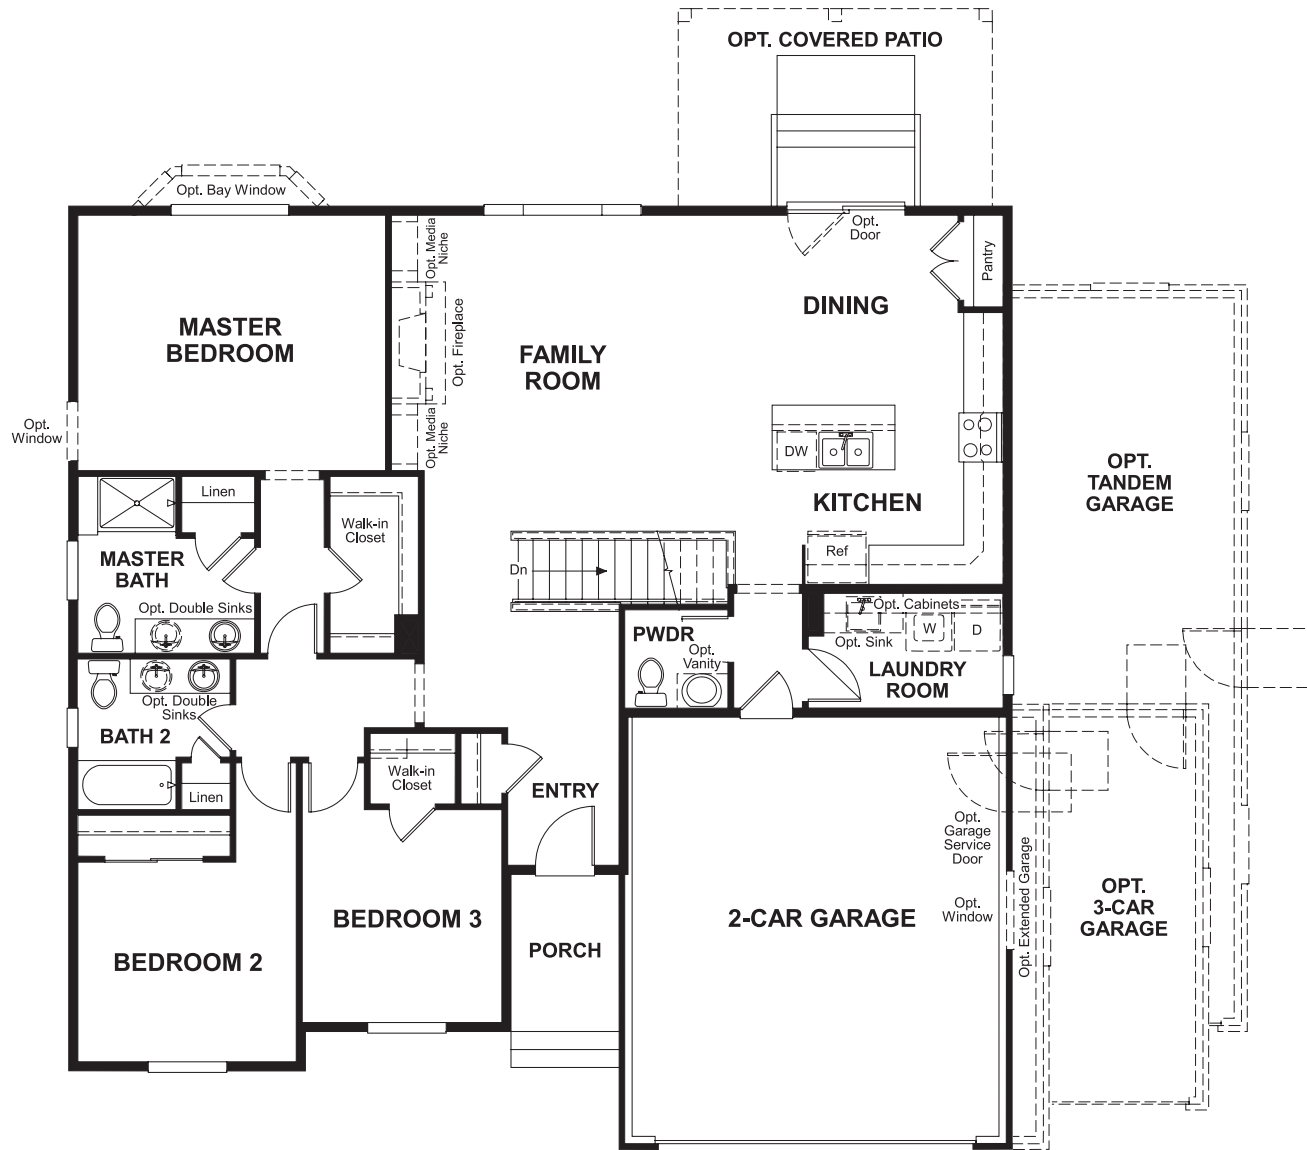 OPT. COVERED PATIO
Opt. Bay Window
Opt.
Door
Pantry
Opt. Media
Niche
Opt. Fireplace
Opt. Media
Niche
MASTER
BEDROOM
FAMILY
ROOM
DINING
Opt.
Window
DW
KITCHEN
OPT.
TANDEM
GARAGE
Linen
Walk-in
Closet
MASTER
BATH
Opt. Double Sinks
Dn
Ref
PWDR
Opt.
Vanity
Opt. Cabinets
W
D
Opt. Sink
LAUNDRY
ROOM
Opt. Double
Sinks
BATH 2
Linen
Walk-in
Closet
ENTRY
Opt.
Garage
Service
Door
Opt.
Window
Opt. Extended Garage
BEDROOM 2
BEDROOM 3
PORCH
2-CAR GARAGE
OPT.
3-CAR
GARAGE